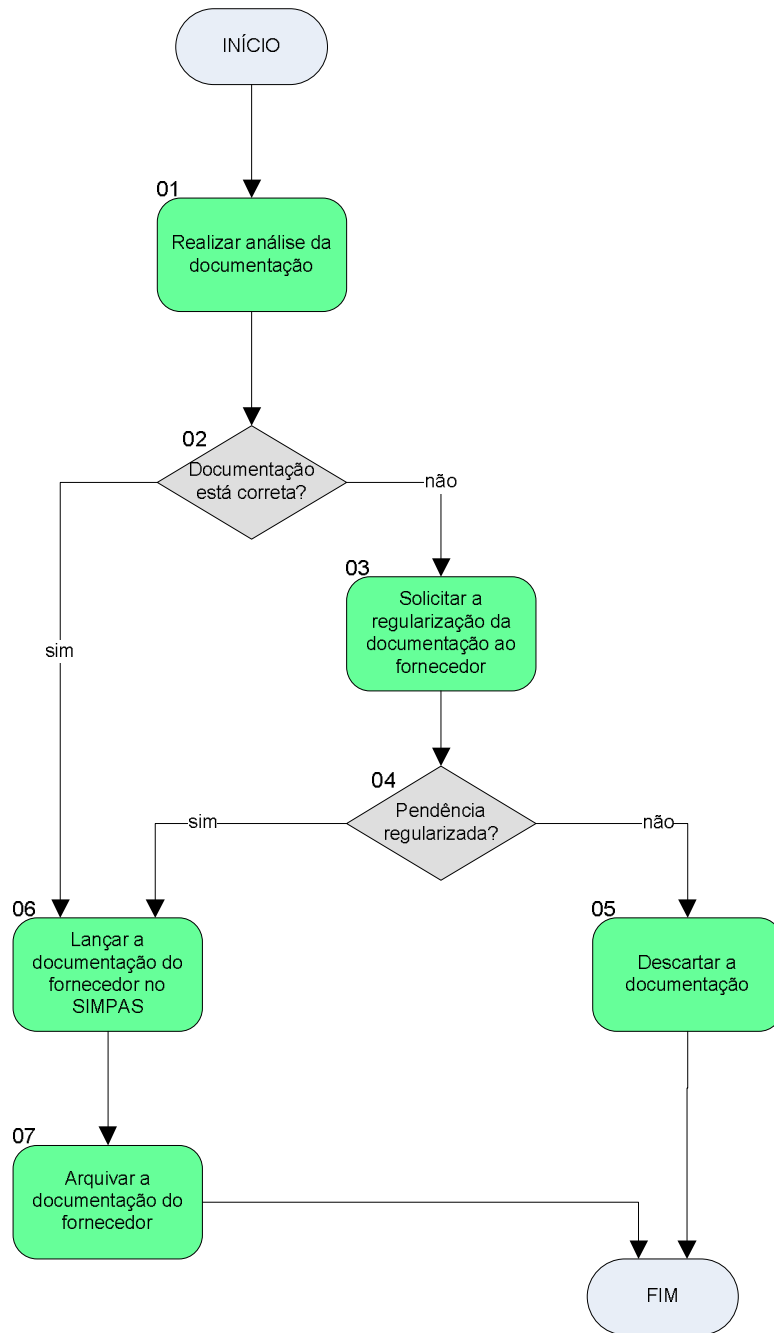 INÍCIO
01
Realizar análise da
documentação
02
Documentação
está correta?
não
sim
03
Solicitar a
regularização da
documentação ao
fornecedor
04
Pendência
regularizada?
sim
não
06
Lançar a
documentação do
fornecedor no
SIMPAS
05
Descartar a
documentação
07
Arquivar a
documentação do
fornecedor
FIM